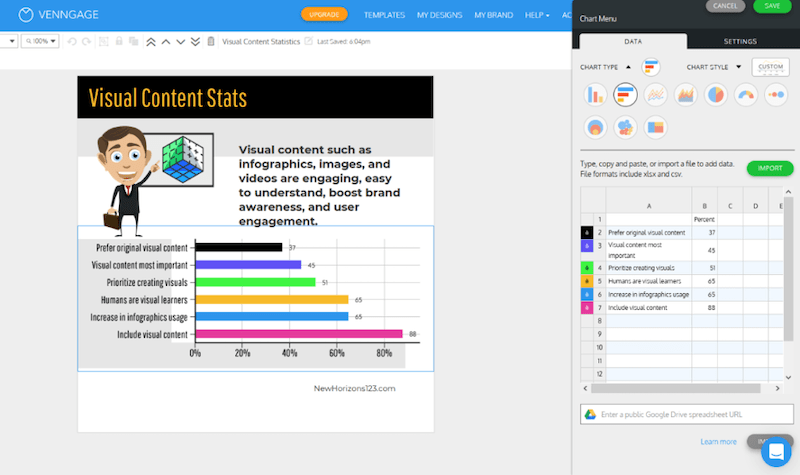 VENNGAGE
UPGRADE TEMPLATES MY DESIGNS MY BRAND HELP
100%
Visual Content Statistics Last Saved: 6:04pm
Visual Content Stats
Visual content such as
infographics, images, and
videos are engaging, easy
to understand, boost brand
awareness, and user
engagement.
Prefer original visual content 37
Visual content most important 45
Prioritize creating visuals 51
Humans are visual learners 65
Increase in infographics usage 65
Include visual content 88
0% 20% 40% 60% 80%
NewHorizons123.com
Chart Menu CANCEL SAVE
DATA SETTINGS
CHART TYPE CHART STYLE CUSTOM
Type, copy and paste, or import a file to add data.
File formats include xlsx and csv.
IMPORT
A B C D E
1 Percent
2 Prefer original visual content 37
3 Visual content most
important 45
4 Prioritize creating visuals 51
5 Humans are visual learners 65
6 Increase in infographics usage 65
7 Include visual content 88
8
9
10
11
12
Enter a public Google Drive spreadsheet URL
Learn more